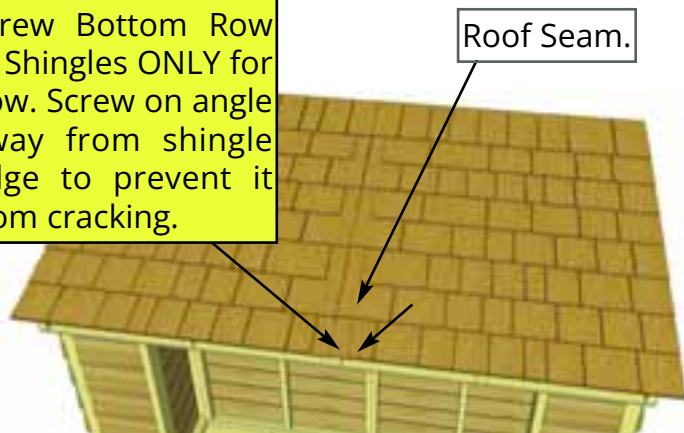 rew Bottom Row
Shingles ONLY for
ow. Screw on angle
way from shingle
dge to prevent it
om cracking.
Roof Seam.